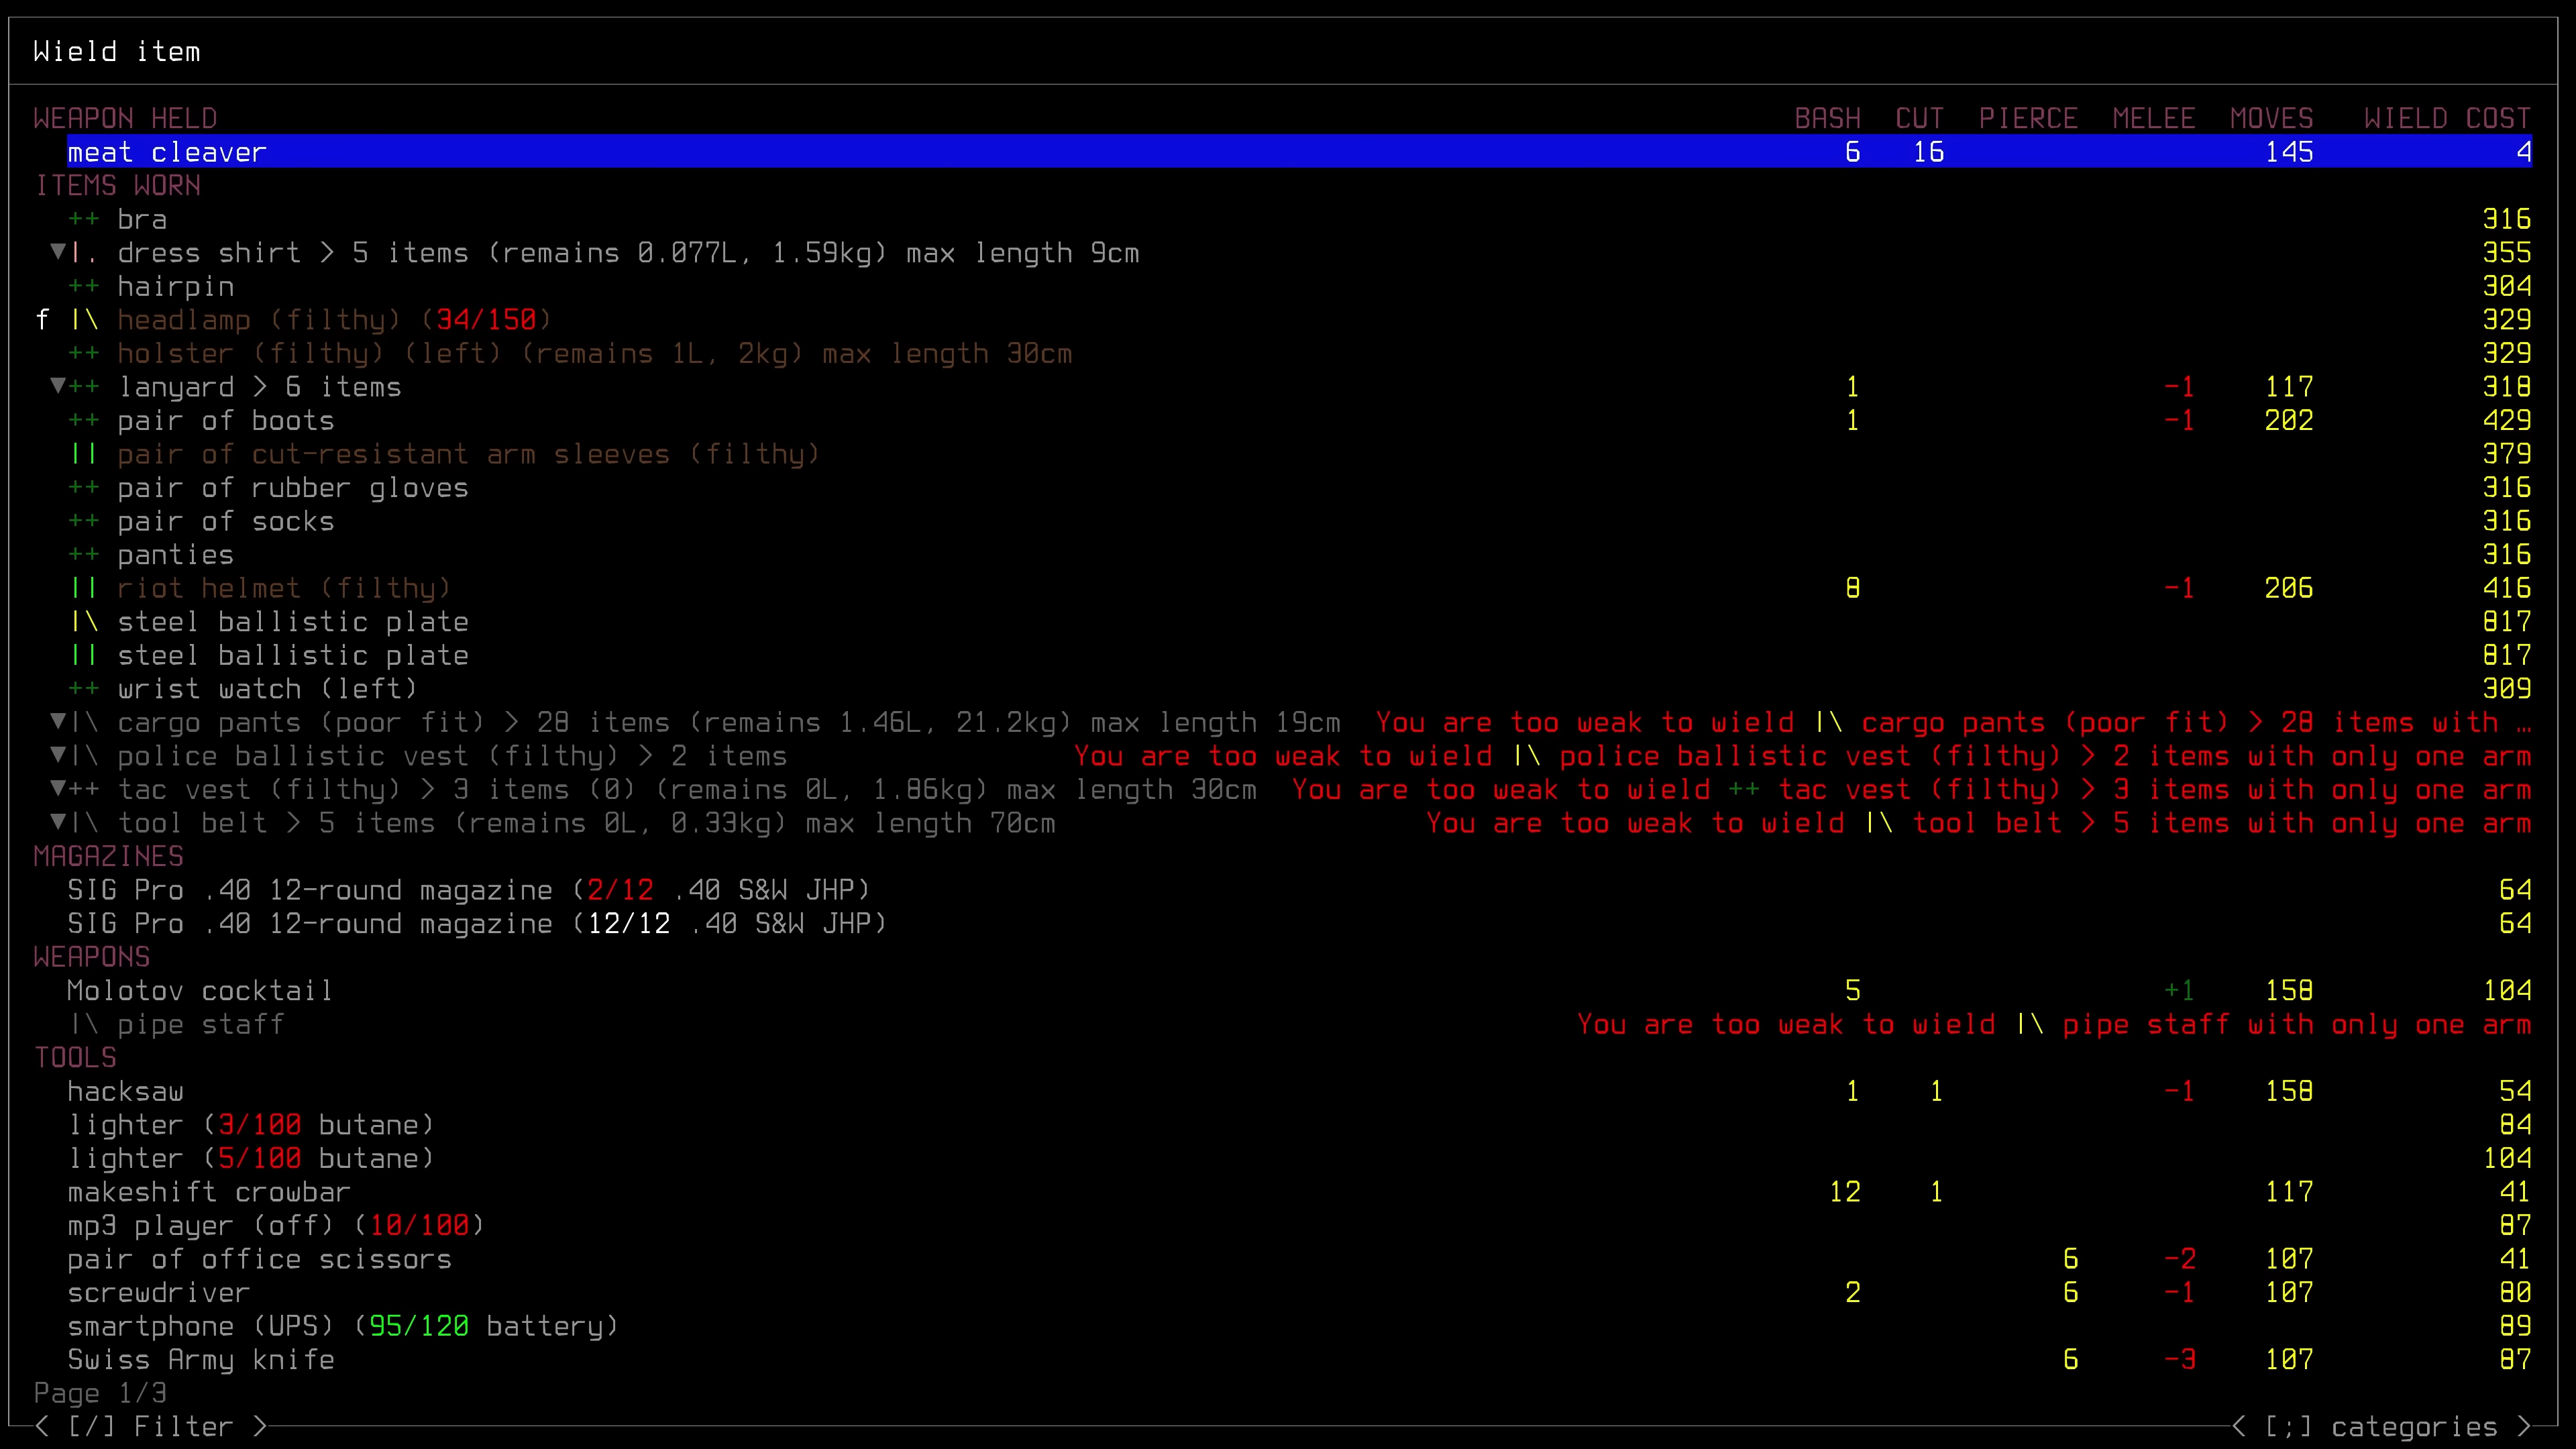 Wield item
WEAPON HELD BASH CUT PIERCE MELEE MOVES WIELD COST
meat cleaver 6 16 145 4
ITEMS WORN
++ bra 316
▼|. dress shirt > 5 items (remains 0.077L, 1.59kg) max length 9cm 355
++ hairpin 304
f |\ headlamp (filthy) (34/150) 329
++ holster (filthy) (left) (remains 1L, 2kg) max length 30cm 329
▼++ lanyard > 6 items 1 -1 117 318
++ pair of boots 1 -1 202 429
|| pair of cut-resistant arm sleeves (filthy) 379
++ pair of rubber gloves 316
++ pair of socks 316
++ panties 316
|| riot helmet (filthy) 8 -1 206 416
|\ steel ballistic plate 817
|| steel ballistic plate 817
++ wrist watch (left) 309
▼|\ cargo pants (poor fit) > 28 items (remains 1.46L, 21.2kg) max length 19cm You are too weak to wield |\ cargo pants (poor fit) > 28 items with …
▼|\ police ballistic vest (filthy) > 2 items You are too weak to wield |\ police ballistic vest (filthy) > 2 items with only one arm
▼++ tac vest (filthy) > 3 items (0) (remains 0L, 1.86kg) max length 30cm You are too weak to wield ++ tac vest (filthy) > 3 items with only one arm
▼|\ tool belt > 5 items (remains 0L, 0.33kg) max length 70cm You are too weak to wield |\ tool belt > 5 items with only one arm
MAGAZINES
SIG Pro .40 12-round magazine (2/12 .40 S&W JHP) 64
SIG Pro .40 12-round magazine (12/12 .40 S&W JHP) 64
WEAPONS
Molotov cocktail 5 +1 158 104
|\ pipe staff You are too weak to wield |\ pipe staff with only one arm
TOOLS
hacksaw 1 1 -1 158 54
lighter (3/100 butane) 84
lighter (5/100 butane) 104
makeshift crowbar 12 1 117 41
mp3 player (off) (10/100) 87
pair of office scissors 6 -2 107 41
screwdriver 2 6 -1 107 80
smartphone (UPS) (95/120 battery) 89
Swiss Army knife 6 -3 107 87
Page 1/3
< [/] Filter > < [;] categories >